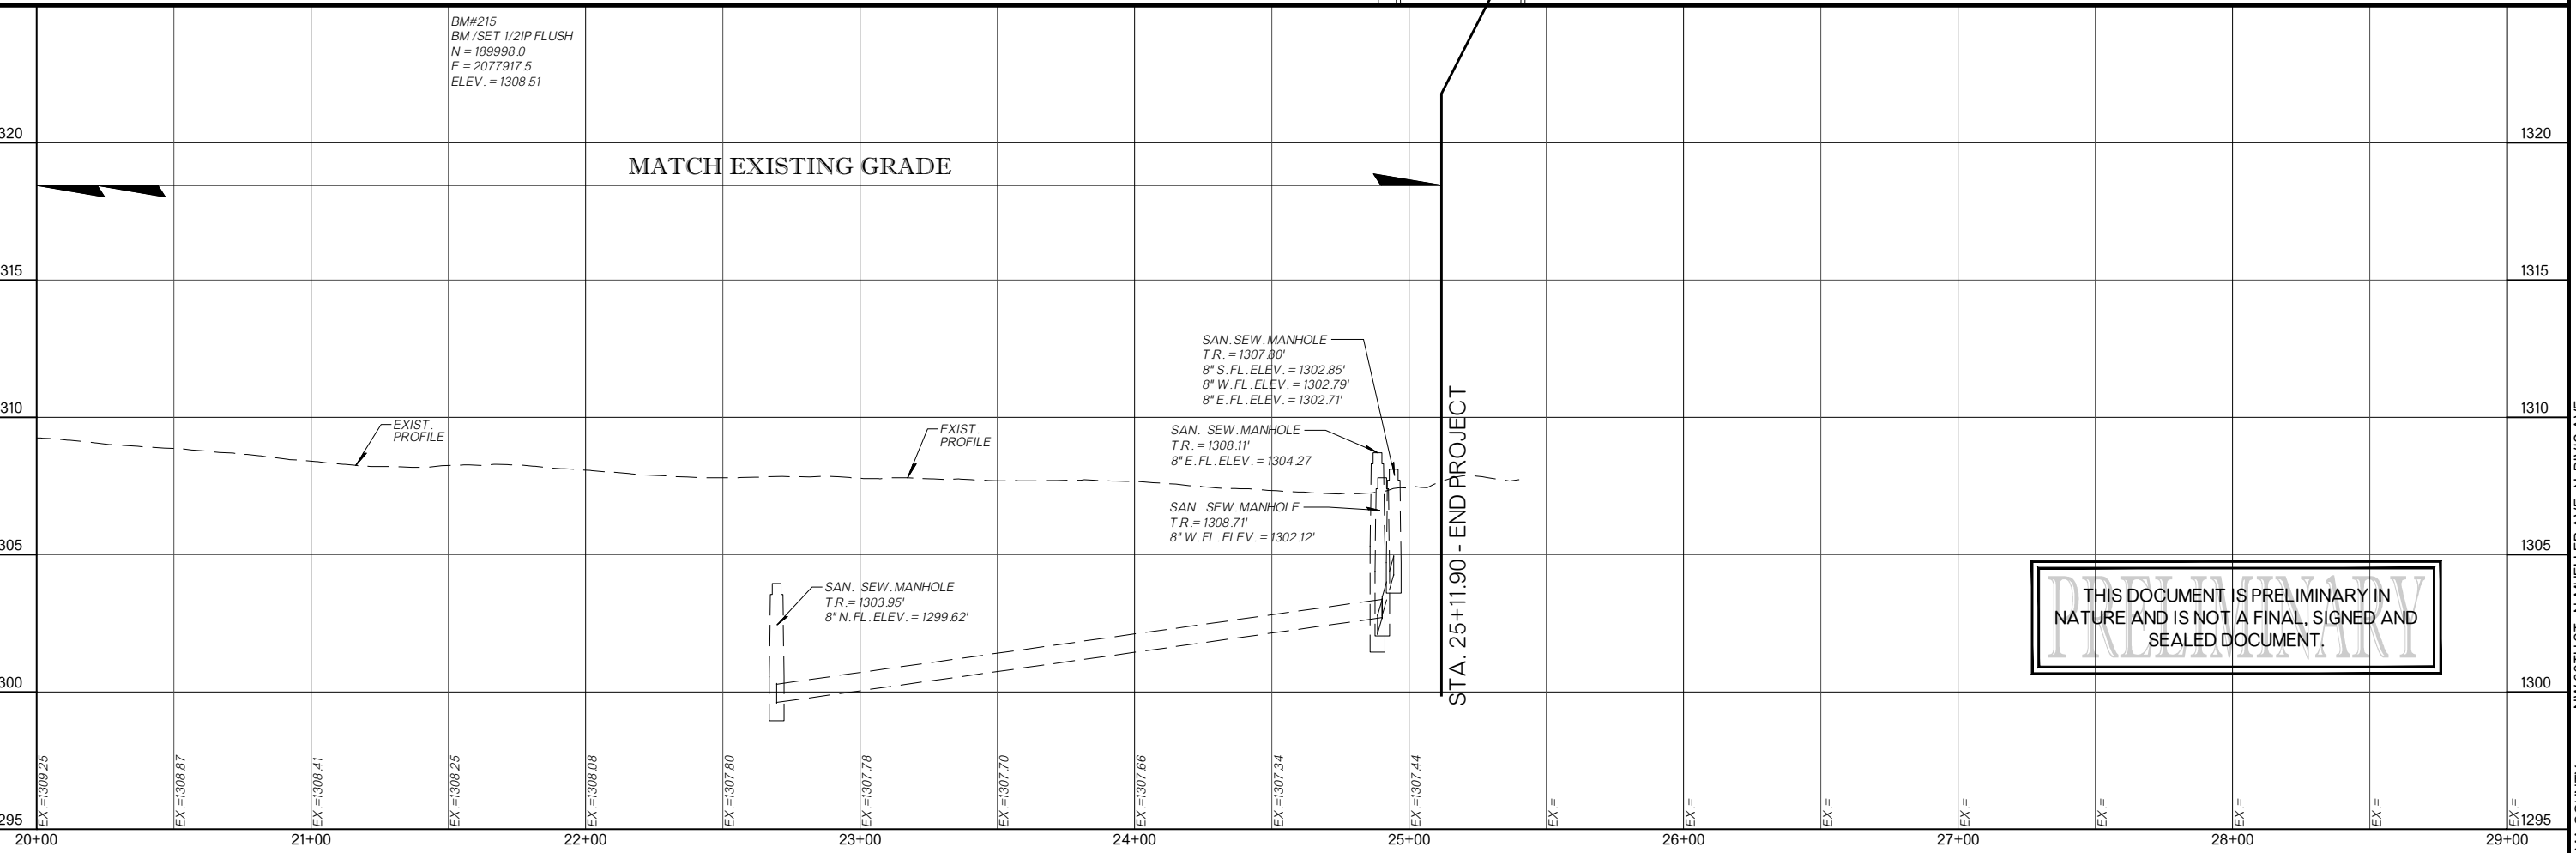 BM#215
BM/SET 1/2IP FLUSH
N = 189998.0
E = 2077917.5
ELEV. = 1308.51
320
1320
MATCH EXISTING GRADE
315
1315
SAN. SEW. MANHOLE
T.R. = 1307.80'
8" S. FL. ELEV. = 1302.85'
8" W. FL. ELEV. = 1302.79'
8" E. FL. ELEV. = 1302.71'
310
1310
EXIST.
PROFILE
EXIST.
PROFILE
SAN. SEW. MANHOLE
T.R. = 1308.11'
8" E. FL. ELEV. = 1304.27
SAN. SEW. MANHOLE
T.R. = 1308.71'
8" W. FL. ELEV. = 1302.12'
STA. 25+11.90 - END PROJECT
305
1305
SAN. SEW. MANHOLE
T.R. = 1303.95'
8" N. FL. ELEV. = 1299.62'
PRELIMINARY
THIS DOCUMENT IS PRELIMINARY IN
NATURE AND IS NOT A FINAL, SIGNED AND
SEALED DOCUMENT.
300
1300
EX.=1309.25
EX.=1308.87
EX.=1308.41
EX.=1308.25
EX.=1308.08
EX.=1307.80
EX.=1307.78
EX.=1307.70
EX.=1307.66
EX.=1307.34
EX.=1307.44
EX.=
EX.=
EX.=
EX.=
EX.=
EX.=
EX.=
EX.=
295
1295
20+00
21+00
22+00
23+00
24+00
25+00
26+00
27+00
28+00
29+00